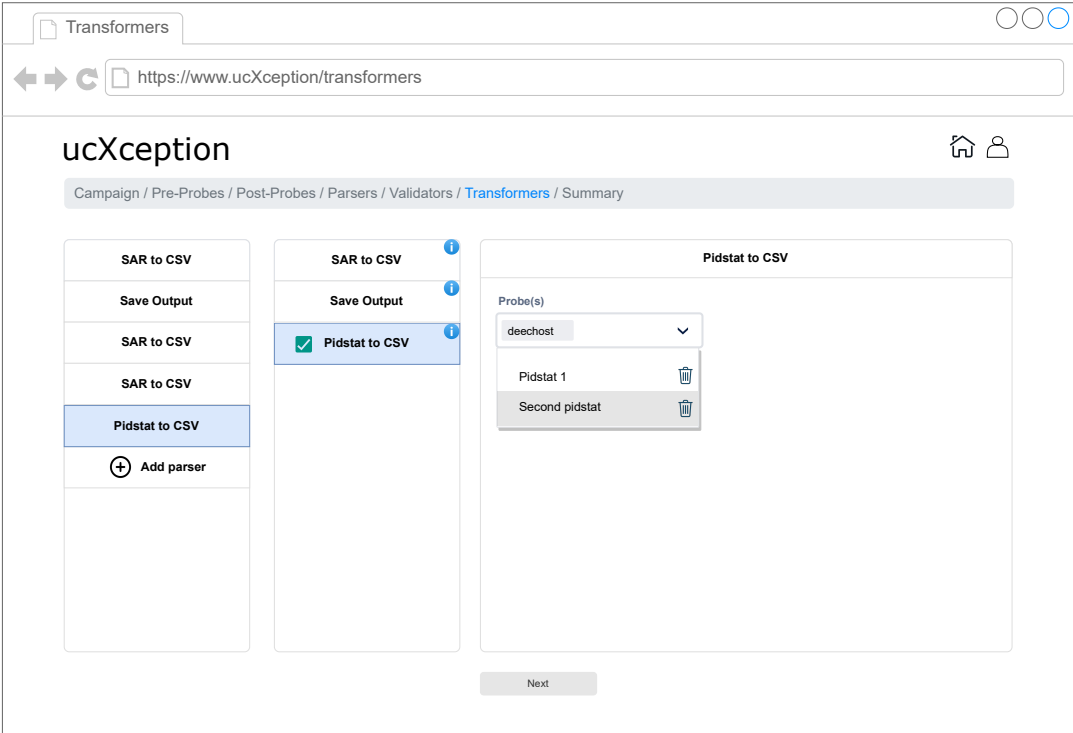 Transformers
https://www.ucXception/transformers
ucXception
Campaign / Pre-Probes / Post-Probes / Parsers / Validators / Transformers / Summary
SAR to CSV
Save Output
SAR to CSV
SAR to CSV
Pidstat to CSV
Add parser
SAR to CSV
Save Output
Pidstat to CSV
Pidstat to CSV
Probe(s)
deechost
Pidstat 1
Second pidstat
Next